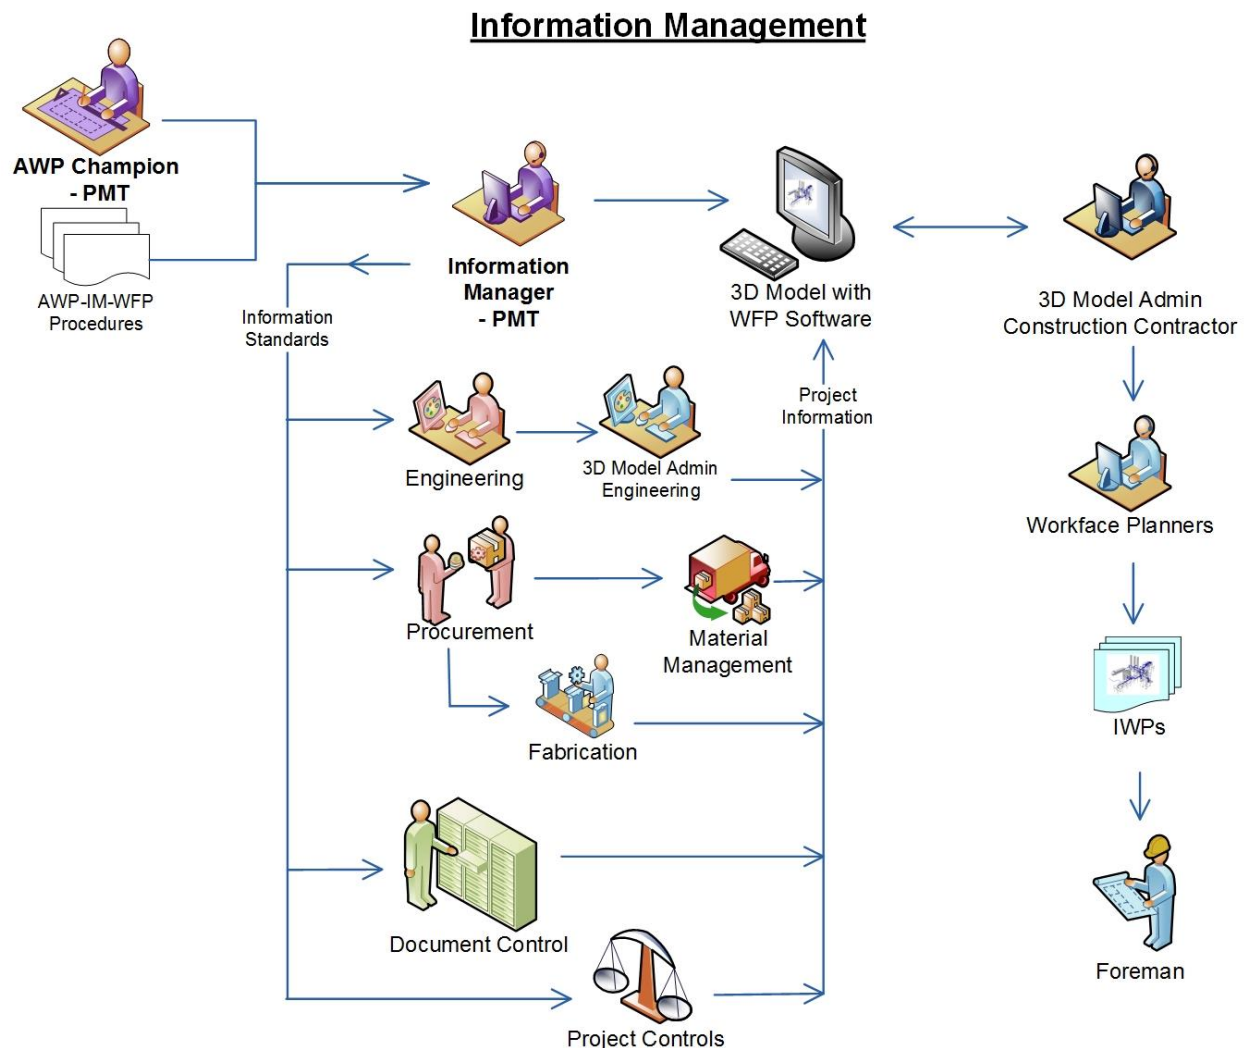 Information Management
AWP Champion
- PMT
AWP-IM-WFP
Procedures
Information
Manager
- PMT
3D Model with
WFP Software
3D Model Admin
Construction Contractor
Information
Standards
Project
Information
Engineering
3D Model Admin
Engineering
Workface Planners
Procurement
Material
Management
Fabrication
IWPs
Document Control
Foreman
Project Controls